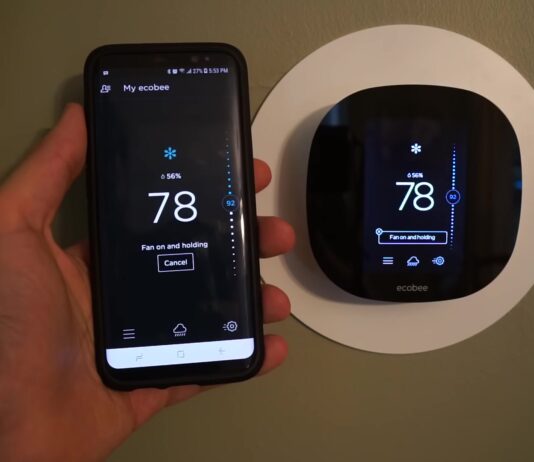 27% 5:53 PM
My ecobee
56%
78
92
Fan on and holding
Cancel
56%
78
92
Fan on and holding
ecobee